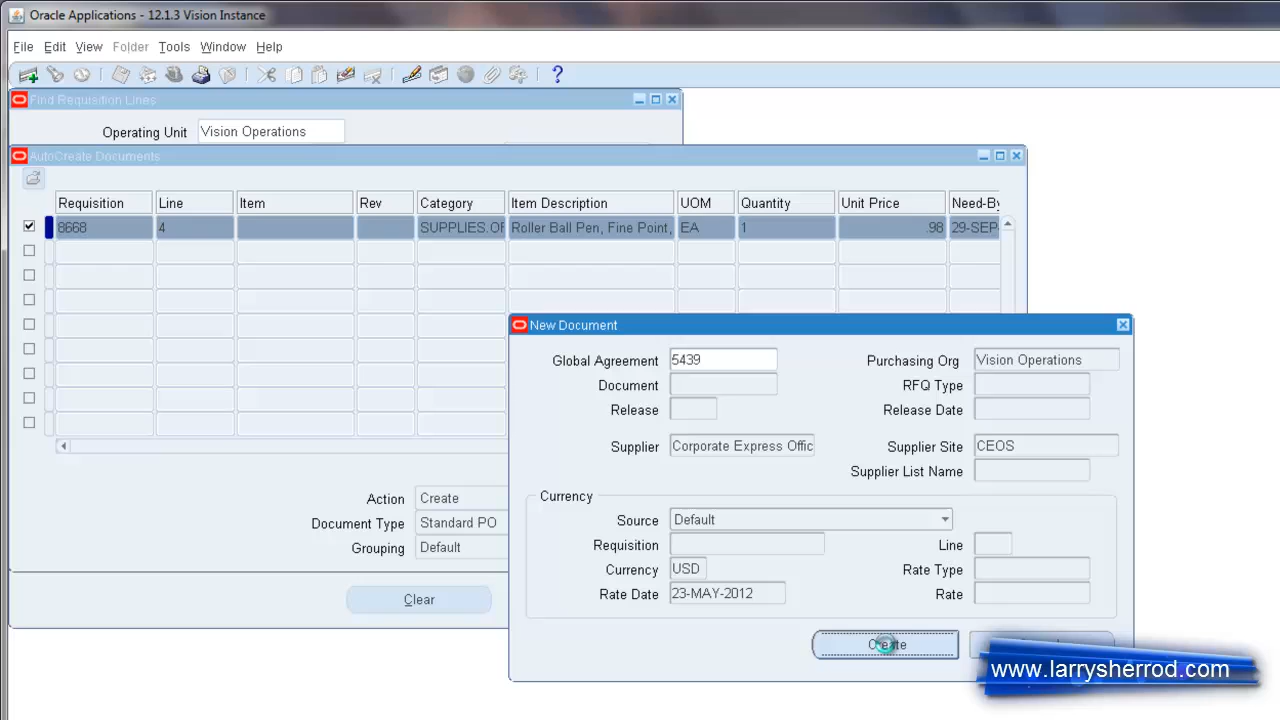 Oracle Applications - 12.1.3 Vision Instance
File Edit View Folder Tools Window Help
?
Find Requisition Lines
Operating Unit Vision Operations
AutoCreate Documents
Requisition Line Item Rev Category Item Description UOM Quantity Unit Price Need-By
8668 4 SUPPLIES.OF Roller Ball Pen, Fine Point, EA 1 .98 29-SEP
New Document
Global Agreement 5439 Purchasing Org Vision Operations
Document RFQ Type
Release Release Date
Supplier Corporate Express Offic Supplier Site CEOS
Supplier List Name
Action Create
Document Type Standard PO
Grouping Default
Currency
Source Default
Requisition Line
Currency USD Rate Type
Rate Date 23-MAY-2012 Rate
Clear
Create
www.larrysherrod.com